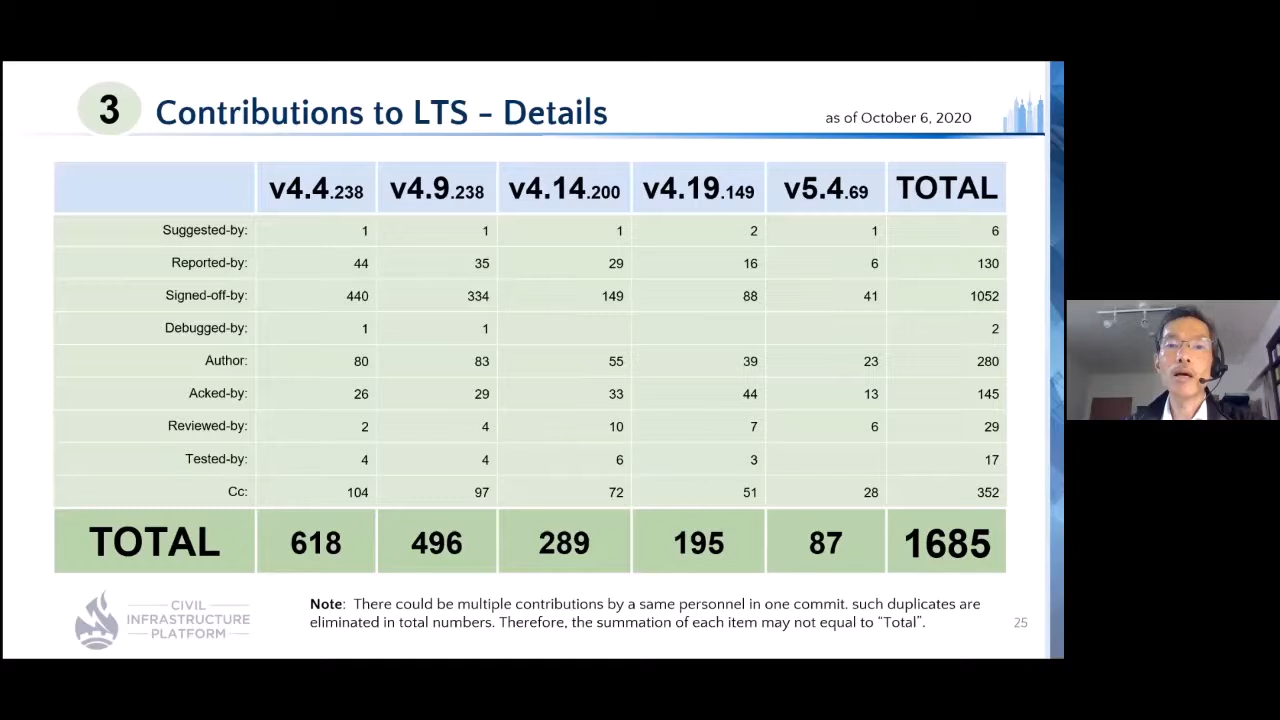 3 Contributions to LTS - Details
as of October 6, 2020
v4.4.238 v4.9.238 v4.14.200 v4.19.149 v5.4.69 TOTAL
Suggested-by: 1 1 1 2 1 6
Reported-by: 44 35 29 16 6 130
Signed-off-by: 440 334 149 88 41 1052
Debugged-by: 1 1 2
Author: 80 83 55 39 23 280
Acked-by: 26 29 33 44 13 145
Reviewed-by: 2 4 10 7 6 29
Tested-by: 4 4 6 3 17
Cc: 104 97 72 51 28 352
TOTAL 618 496 289 195 87 1685
CIVIL
INFRASTRUCTURE
PLATFORM
Note: There could be multiple contributions by a same personnel in one commit. such duplicates are
eliminated in total numbers. Therefore, the summation of each item may not equal to “Total”.
25